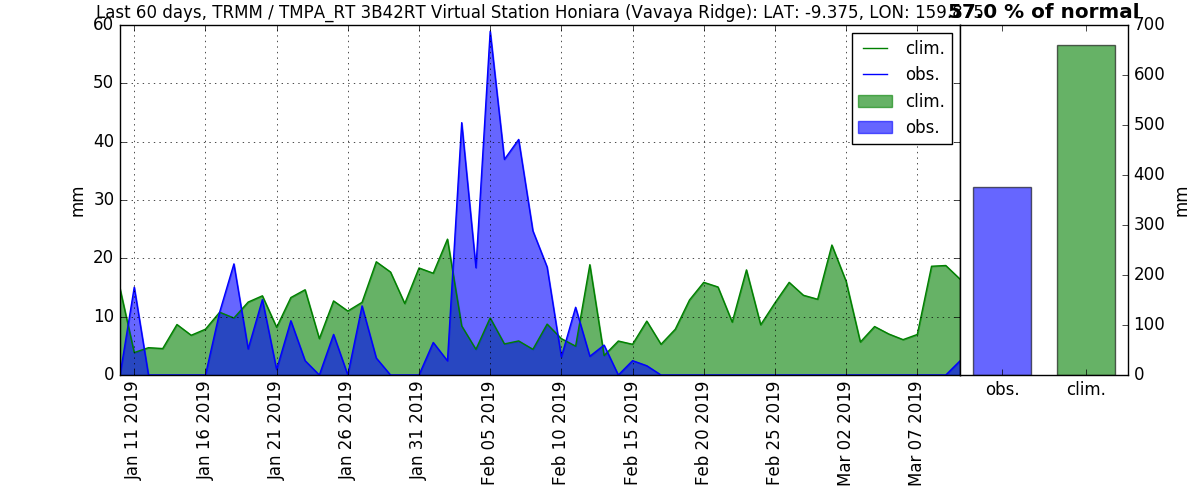 Last 60 days, TRMM / TMPA_RT 3B42RT Virtual Station Honiara (Vavaya Ridge): LAT: -9.375, LON:
57.0 % of normal
60
50
40
30
20
10
0
mm
clim.
obs.
clim.
obs.
Jan 11 2019
Jan 16 2019
Jan 21 2019
Jan 26 2019
Jan 31 2019
Feb 05 2019
Feb 10 2019
Feb 15 2019
Feb 20 2019
Feb 25 2019
Mar 02 2019
Mar 07 2019
700
600
500
400
300
200
100
0
mm
obs.
clim.